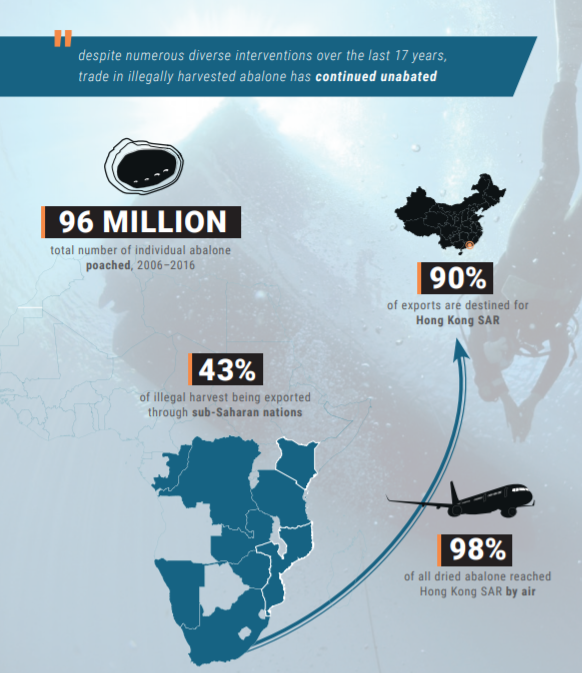 "
despite numerous diverse interventions over the last 17 years,
trade in illegally harvested abalone has continued unabated
96 MILLION
total number of individual abalone
poached, 2006–2016
90%
of exports are destined for
Hong Kong SAR
43%
of illegal harvest being exported
through sub-Saharan nations
98%
of all dried abalone reached
Hong Kong SAR by air